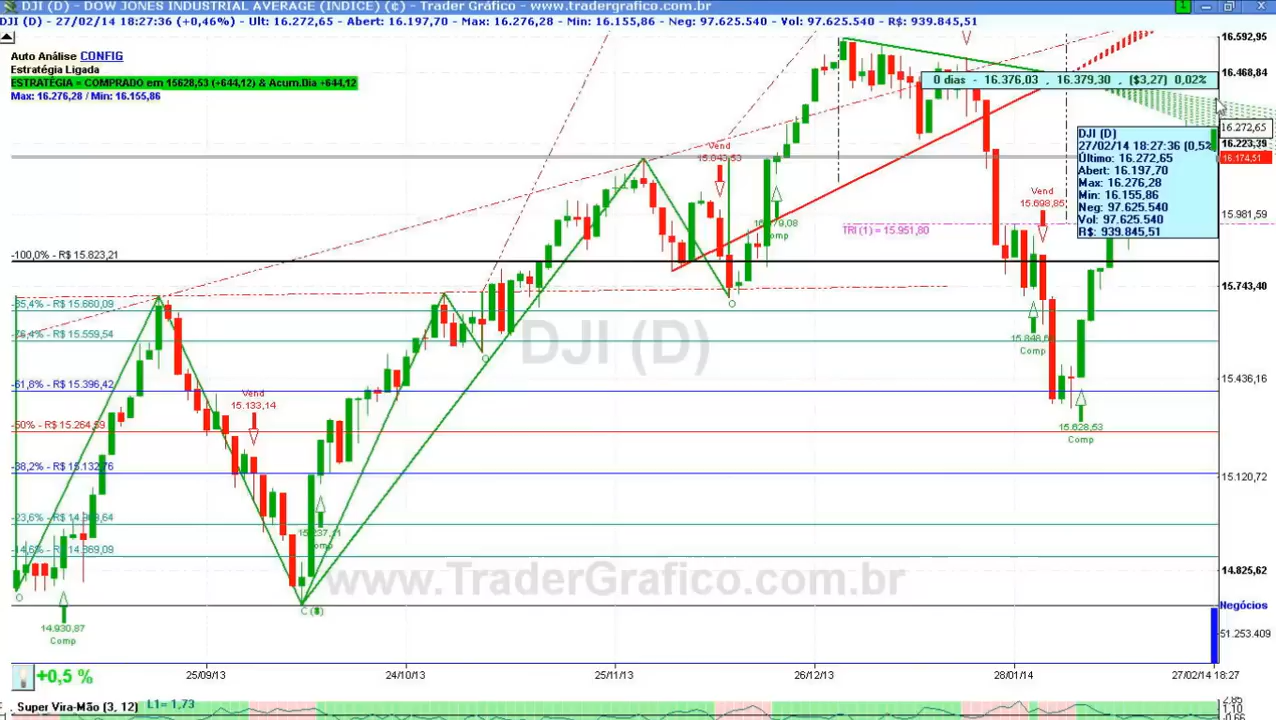 DJI (D) - DOW JONES INDUSTRIAL AVERAGE (INDICE) (¢) - Trader Gráfico - www.tradergrafico.com.br
DJI (D) - 27/02/14 18:27:36 (+0,46%) - Ult: 16.272,65 - Abert: 16.197,70 - Max: 16.276,28 - Min: 16.155,86 - Neg: 97.625.540 - Vol: 97.625.540 - R$: 939.845,51
16.592,95
Auto Análise CONFIG
Estratégia Ligada
16.468,84
0 dias - 16.376,03 , 16.379,30 , ($3,27) 0,02%
ESTRATÉGIA = COMPRADO em 15628,53 (+644,12) & Acum.Dia +644,12
Max: 16.276,28 / Min: 16.155,86
16.272,65
DJI (D)
27/02/14 18:27:36 (0,5%
Último: 16.272,65
Abert: 16.197,70
Max: 16.276,28
Min: 16.155,86
Neg: 97.625.540
Vol: 97.625.540
R$: 939.845,51
16.223,39
16.174,51
Vend
15.843,53
Vend
15.698,85
15.981,59
TRI (1) = 15.951,80
-100,0% - R$ 15.823,21
15.743,40
R$ 15.660,09
-76,4% - R$ 15.559,54
DJI (D)
Comp
-61,8% - R$ 15.396,42
15.436,16
Vend
15.133,14
-50% - R$ 15.264,59
15.628,53
Comp
-38,2% - R$ 15.132,76
15.120,72
-23,6% - R$
-14,6% - R$ 14.869,09
14.825,62
www.TraderGrafico.com.br
C
Negócios
14.930,87
Comp
51.253.409
+0,5 %
25/09/13
24/10/13
25/11/13
26/12/13
28/01/14
27/02/14 18:27
Super Vira-Mão (3, 12) L1= 1,73
2,85
1,10
-0,66